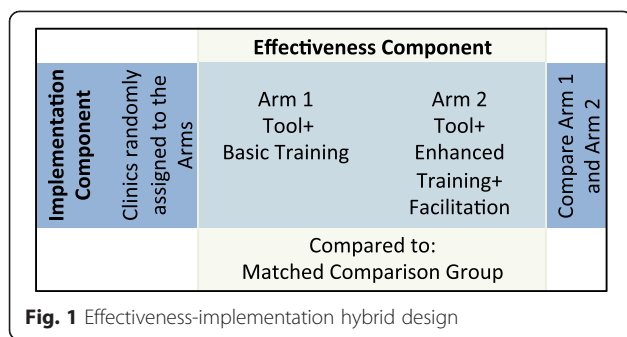 Effectiveness Component
Implementation
Component
Clinics randomly
assigned to the
Arms
Arm 1
Tool+
Basic Training
Arm 2
Tool+
Enhanced
Training+
Facilitation
Compare Arm 1
and Arm 2
Compared to:
Matched Comparison Group
Fig. 1 Effectiveness-implementation hybrid design